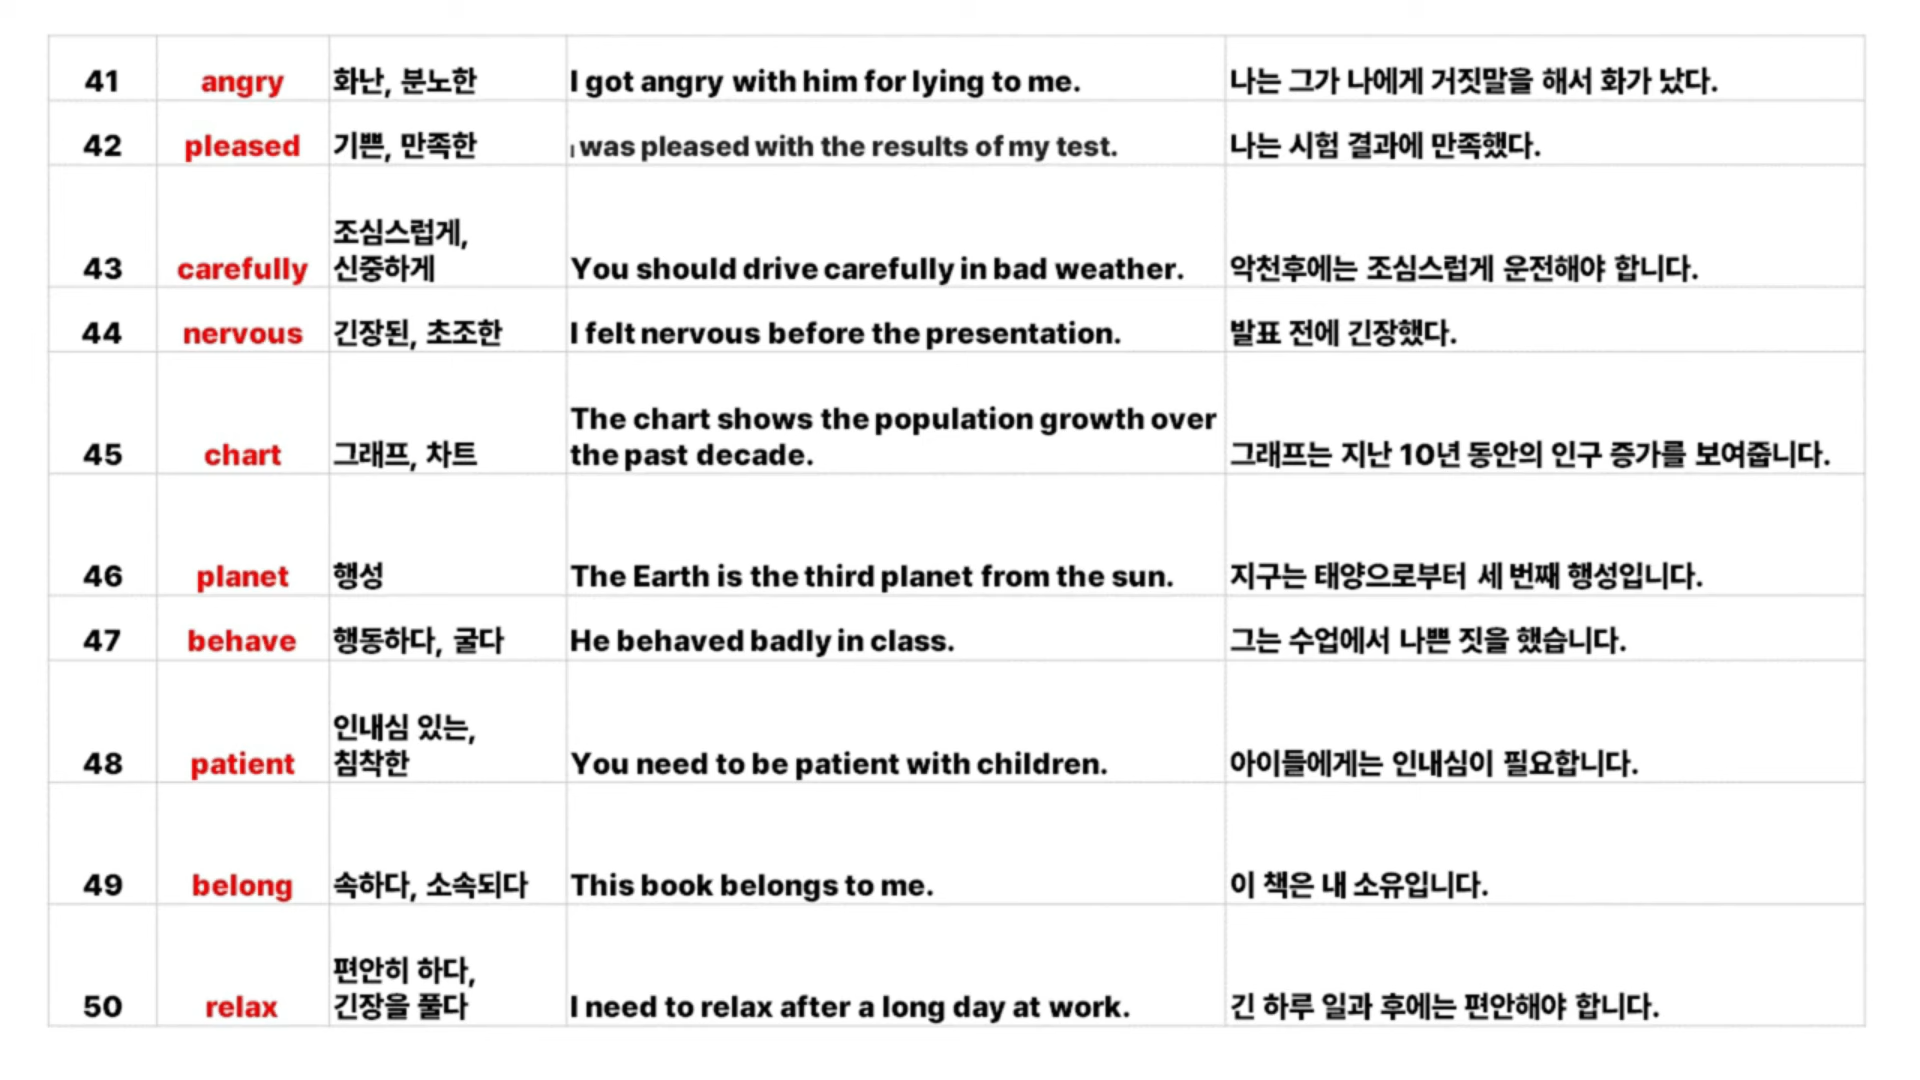 41 angry 화난, 분노한 I got angry with him for lying to me. 나는 그가 나에게 거짓말을 해서 화가 났다.
42 pleased 기쁜, 만족한 I was pleased with the results of my test. 나는 시험 결과에 만족했다.
조심스럽게,
43 carefully 신중하게 You should drive carefully in bad weather. 악천후에는 조심스럽게 운전해야 합니다.
44 nervous 긴장된, 초조한 I felt nervous before the presentation. 발표 전에 긴장했다.
The chart shows the population growth over
45 chart 그래프, 차트 the past decade. 그래프는 지난 10년 동안의 인구 증가를 보여줍니다.
46 planet 행성 The Earth is the third planet from the sun. 지구는 태양으로부터 세 번째 행성입니다.
47 behave 행동하다, 굴다 He behaved badly in class. 그는 수업에서 나쁜 짓을 했습니다.
인내심 있는,
48 patient 침착한 You need to be patient with children. 아이들에게는 인내심이 필요합니다.
49 belong 속하다, 소속되다 This book belongs to me. 이 책은 내 소유입니다.
편안히 하다,
50 relax 긴장을 풀다 I need to relax after a long day at work. 긴 하루 일과 후에는 편안해야 합니다.